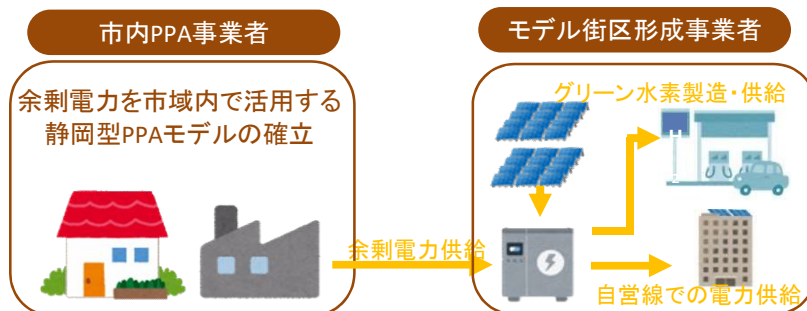 市内PPA事業者
モデル街区形成事業者
余剰電力を市域内で活用する
静岡型PPAモデルの確立
グリーン水素製造・供給
余剰電力供給
自営線での電力供給